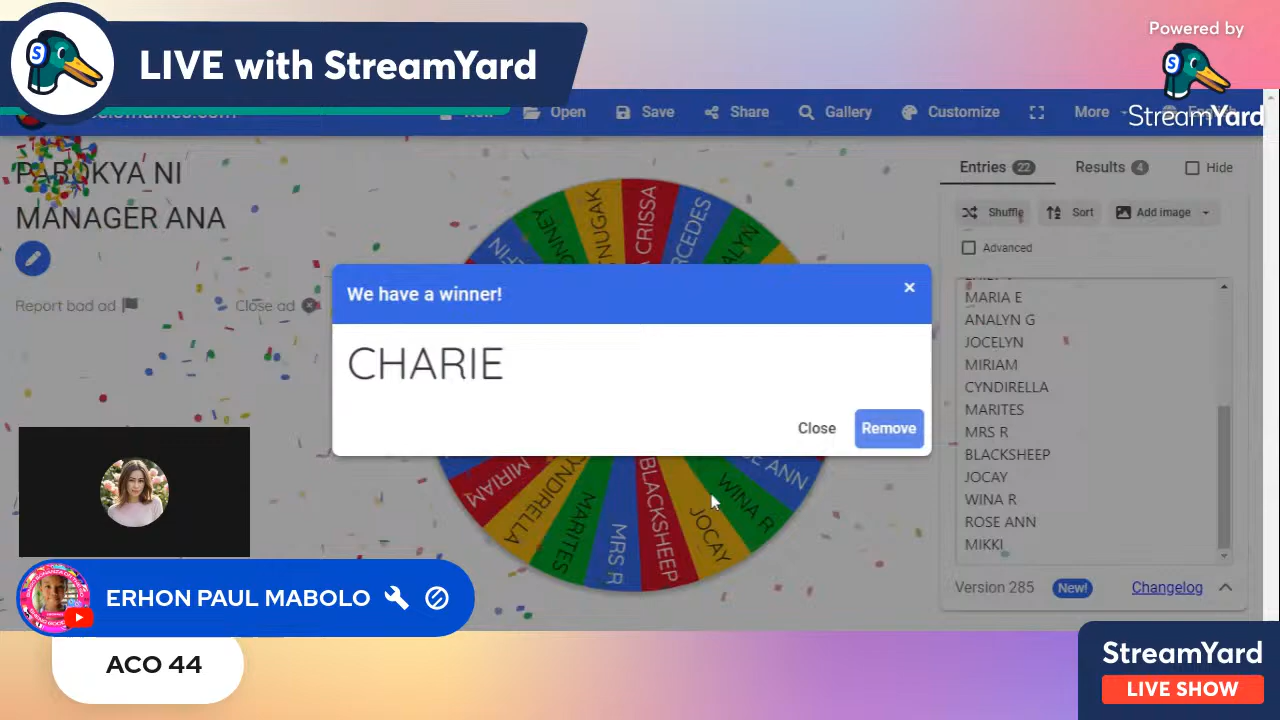 LIVE with StreamYard
Powered by
StreamYard
Open
Save
Share
Gallery
Customize
More
PABOKYA NI
MANAGER ANA
Report bad ad
Close ad
Entries 22
Results 4
Hide
Shuffle
Sort
Add image
Advanced
MARIA E
ANALYN G
JOCELYN
MIRIAM
CYNDIRELLA
MARITES
MRS R
BLACKSHEEP
JOCAY
WINA R
ROSE ANN
MIKKI
Version 285
New!
Changelog
CRISSA
MIRIAM
CYNDIRELLA
MARITES
MRS R
BLACKSHEEP
JOCAY
WINA R
We have a winner!
CHARIE
Close
Remove
ERHON PAUL MABOLO
ACO 44
StreamYard
LIVE SHOW